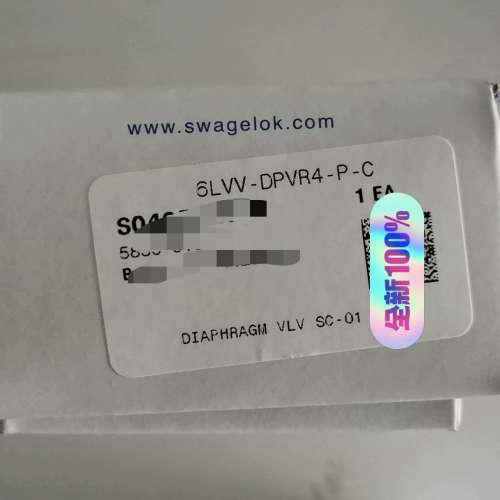 www.swagelok.com
6LVV-DPVR4-P-C
1 EA
DIAPHRAGM VLV SC-01
全新100%